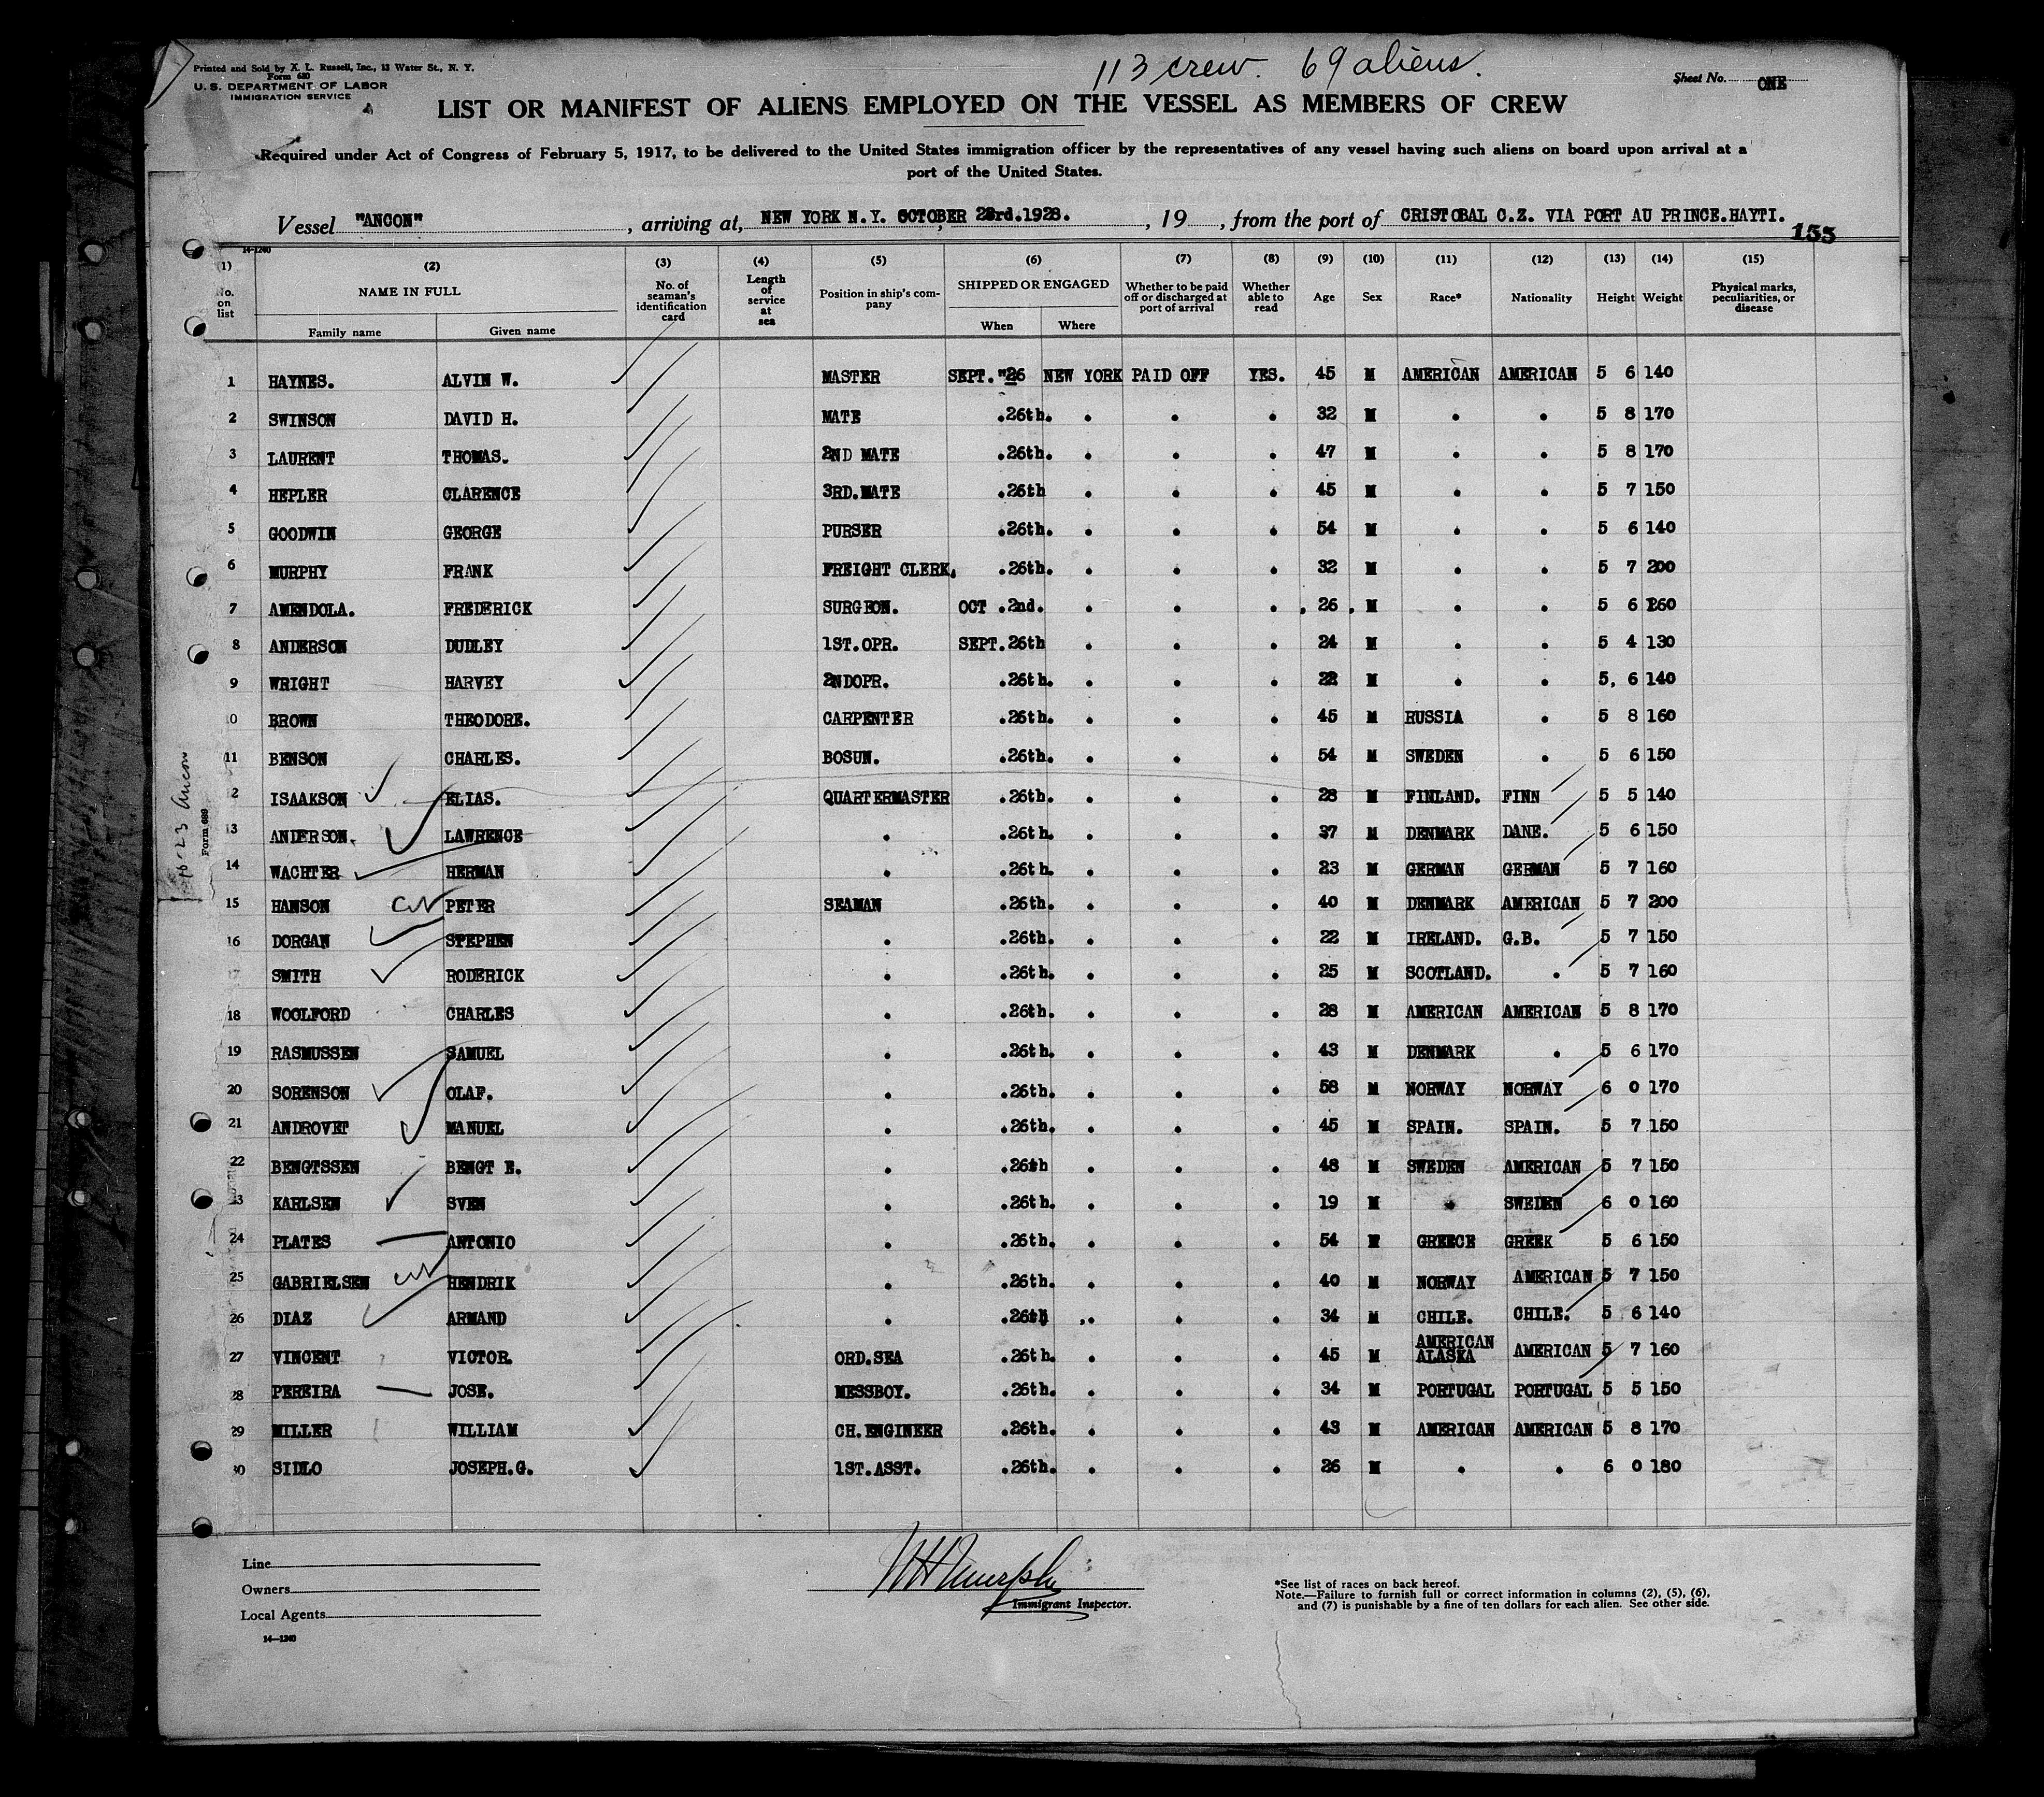 113 crew. 69 aliens.
Printed and Sold by X. L. Russell, Inc., 13 Water St., N. Y.
Form 680
U. S. DEPARTMENT OF LABOR
IMMIGRATION SERVICE
Sheet No. ONE
LIST OR MANIFEST OF ALIENS EMPLOYED ON THE VESSEL AS MEMBERS OF CREW
Required under Act of Congress of February 5, 1917, to be delivered to the United States immigration officer by the representatives of any vessel having such aliens on board upon arrival at a
port of the United States.
Vessel "ANCON", arriving at, NEW YORK N.Y. OCTOBER 23rd.1928., 19, from the port of CRISTOBAL C.Z. VIA PORT AU PRINCE.HAYTI.
155
14-1240
(1) (2) (3) (4) (5) (6) (7) (8) (9) (10) (11) (12) (13) (14) (15)
No. on list NAME IN FULL No. of seaman's identification card Length of service at sea Position in ship's company SHIPPED OR ENGAGED Whether to be paid off or discharged at port of arrival Whether able to read Age Sex Race* Nationality Height Weight Physical marks, peculiarities, or disease
Family name Given name When Where
1 HAYNES. ALVIN W. MASTER SEPT."26 NEW YORK PAID OFF YES. 45 M AMERICAN AMERICAN 5 6 140
2 SWINSON DAVID H. MATE .26th. . . . 32 M . . 5 8 170
3 LAURENT THOMAS. 2ND MATE .26th. . . . 47 M . . 5 8 170
4 HEPLER CLARENCE 3RD.MATE .26th . . . 45 M . . 5 7 150
5 GOODWIN GEORGE PURSER .26th. . . . 54 M . . 5 6 140
6 MURPHY FRANK FREIGHT CLERK. .26th. . . . 32 M . . 5 7 200
7 AMENDOLA. FREDERICK SURGEON. OCT .2nd. . . . . 26 . M . . 5 6 260
8 ANDERSON DUDLEY 1ST.OPR. SEPT.26th . . . 24 M . . 5 4 130
9 WRIGHT HARVEY 2NDOPR. .26th. . . . 22 M . . 5. 6 140
0 BROWN THEODORE. CARPENTER .26th. . . . 45 M RUSSIA . 5 8 160
11 BENSON CHARLES. BOSUN. .26th. . . . 54 M SWEDEN . 5 6 150
2 ISAAKSON ELIAS. QUARTERMASTER .26th. . . . 28 M FINLAND. FINN 5 5 140
13 ANDERSON. LAWRENCE . .26th. . . . 37 M DENMARK DANE. 5 6 150
14 WACHTER HERMAN . .26th. . . . 23 M GERMAN GERMAN 5 7 160
15 HANSON PETER SEAMAN .26th. . . . 40 M DENMARK AMERICAN 5 7 200
16 DORGAN STEPHEN . .26th. . . . 22 M IRELAND. G.B. 5 7 150
17 SMITH RODERICK . .26th. . . . 25 M SCOTLAND. . 5 7 160
18 WOOLFORD CHARLES . .26th. . . . 28 M AMERICAN AMERICAN 5 8 170
19 RASMUSSEN SAMUEL . .26th. . . . 43 M DENMARK . 5 6 170
20 SORENSON OLAF. . .26th. . . . 58 M NORWAY NORWAY 6 0 170
21 ANDROVET MANUEL . .26th. . . . 45 M SPAIN. SPAIN. 5 7 150
22 BENGTSSEN BENGT E. . .26th . . . 48 M SWEDEN AMERICAN 5 7 150
23 KARLSEN SVEN . .26th. . . . 19 M . SWEDEN 6 0 160
24 PLATES ANTONIO . .26th. . . . 54 M GREECE GREEK 5 6 150
25 GABRIELSEN HENDRIK . .26th. . . . 40 M NORWAY AMERICAN 5 7 150
26 DIAZ ARMAND . .26th .. . . 34 M CHILE. CHILE. 5 6 140
27 VINCENT VICTOR. ORD.SEA .26th. . . . 45 M AMERICAN ALASKA AMERICAN 5 7 160
28 PEREIRA JOSE. MESSBOY. .26th. . . . 34 M PORTUGAL PORTUGAL 5 5 150
29 MILLER WILLIAM CH.ENGINEER .26th. . . . 43 M AMERICAN AMERICAN 5 8 170
30 SIDLO JOSEPH.G. 1ST.ASST. .26th. . . . 26 M . . 6 0 180
Ancon
Form 689
Line
Owners
Local Agents
14—1240
Immigrant Inspector.
*See list of races on back hereof.
Note.—Failure to furnish full or correct information in columns (2), (5), (6),
and (7) is punishable by a fine of ten dollars for each alien. See other side.